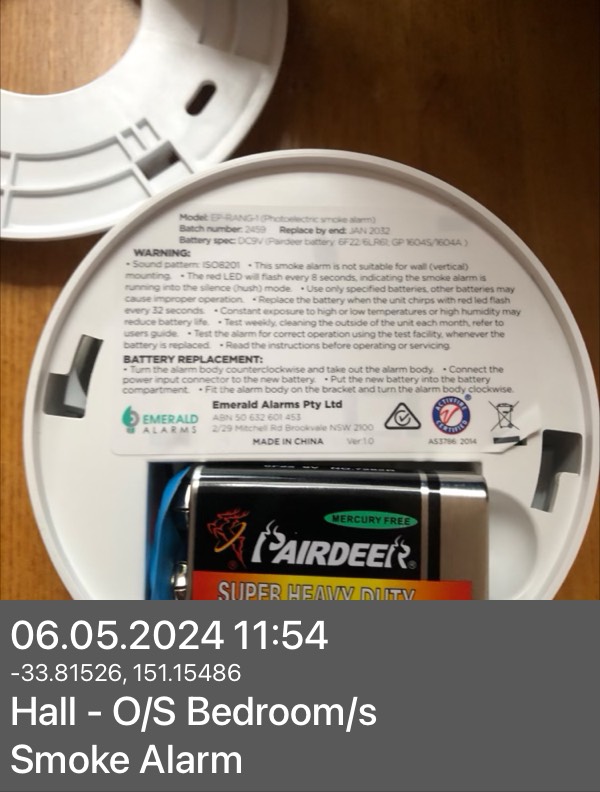 Model: EP-RANG-1 (Photoelectric smoke alarm)
Batch number: 2459 Replace by end: JAN 2032
Battery spec: DC9V (Pairdeer battery: 6F22/6LR61; GP 1604S/1604A )
WARNING:
• Sound pattern: ISO8201 • This smoke alarm is not suitable for wall (vertical)
mounting. • The red LED will flash every 8 seconds, indicating the smoke alarm is
running into the silence (hush) mode. • Use only specified batteries, other batteries may
cause improper operation. • Replace the battery when the unit chirps with red led flash
every 32 seconds. • Constant exposure to high or low temperatures or high humidity may
reduce battery life. • Test weekly, cleaning the outside of the unit each month, refer to
users guide. • Test the alarm for correct operation using the test facility, whenever the
battery is replaced. • Read the instructions before operating or servicing.
BATTERY REPLACEMENT:
• Turn the alarm body counterclockwise and take out the alarm body. • Connect the
power input connector to the new battery. • Put the new battery into the battery
compartment. • Fit the alarm body on the bracket and turn the alarm body clockwise.
EMERALD
ALARMS
Emerald Alarms Pty Ltd
ABN 50 632 601 453
2/29 Mitchell Rd Brookvale NSW 2100
MADE IN CHINA Ver:1.0
ACTIVFIRE
CERTIFIED
AS3786: 2014
MERCURY FREE
PAIRDEER®
SUPER HEAVY DUTY
06.05.2024 11:54
-33.81526, 151.15486
Hall - O/S Bedroom/s
Smoke Alarm